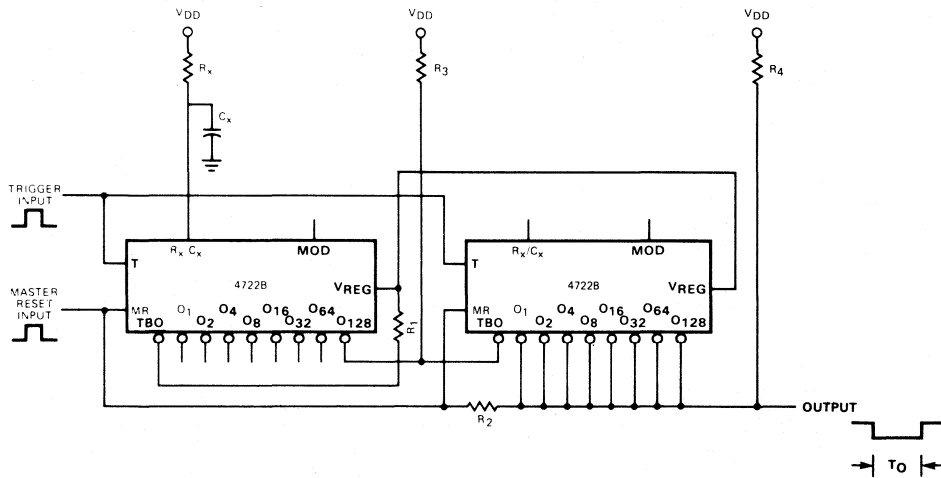 VDD
VDD
VDD
Rx
R3
R4
Cx
TRIGGER
INPUT
Rx Cx
MOD
T
4722B
VREG
MASTER
RESET
INPUT
MR
O1
O4
O16
O64
TBO
O2
O8
O32
O128
R1
Rx/Cx
MOD
T
4722B
VREG
MR
O1
O4
O16
O64
TBO
O2
O8
O32
O128
R2
OUTPUT
TO